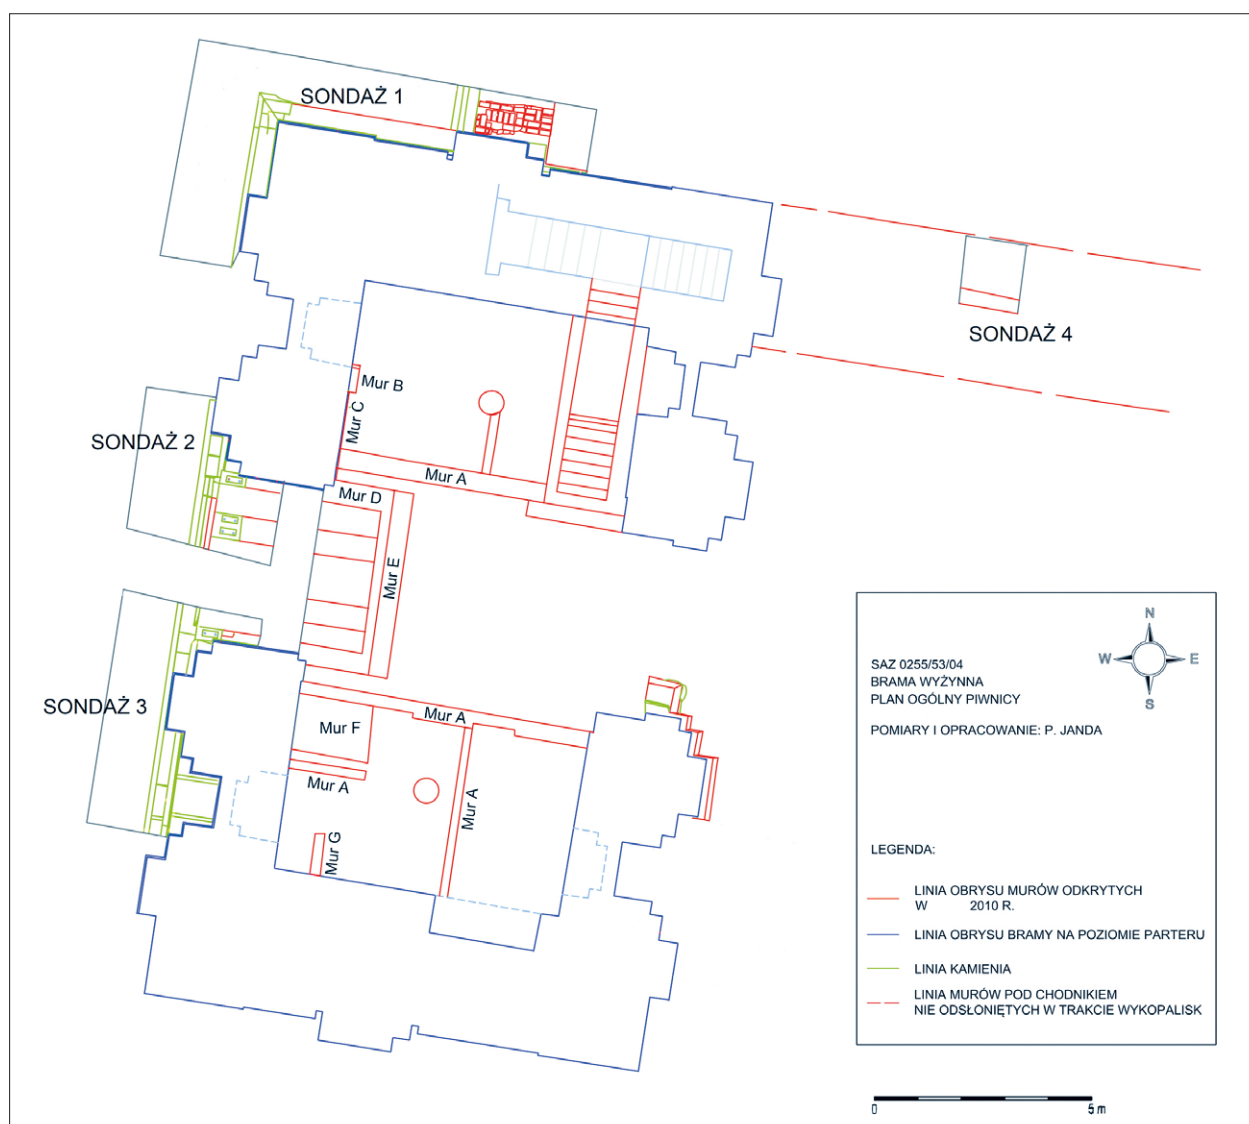 SONDAŻ 1
SONDAŻ 4
Mur B
Mur C
SONDAŻ 2
Mur A
Mur D
Mur E
SONDAŻ 3
Mur A
Mur F
Mur A
Mur A
Mur G
N
W E
S
SAZ 0255/53/04
BRAMA WYŻYNNA
PLAN OGÓLNY PIWNICY
POMIARY I OPRACOWANIE: P. JANDA
LEGENDA:
LINIA OBRYSU MURÓW ODKRYTYCH
W 2010 R.
LINIA OBRYSU BRAMY NA POZIOMIE PARTERU
LINIA KAMIENIA
LINIA MURÓW POD CHODNIKIEM
NIE ODSŁONIĘTYCH W TRAKCIE WYKOPALISK
0 5 m